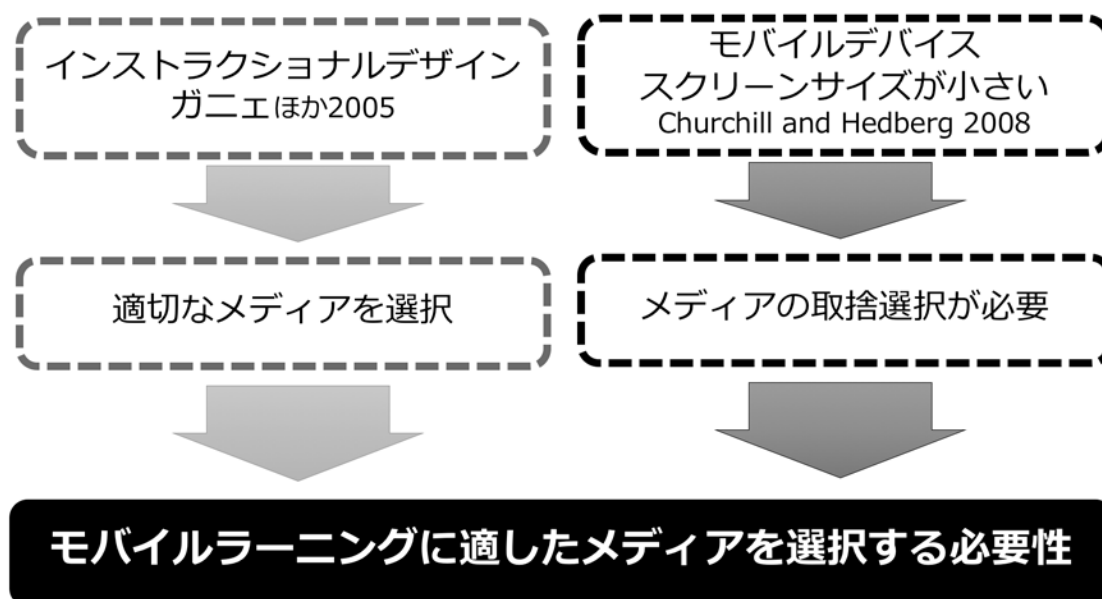 インストラクショナルデザイン
ガニェほか2005
モバイルデバイス
スクリーンサイズが小さい
Churchill and Hedberg 2008
適切なメディアを選択
メディアの取捨選択が必要
モバイルラーニングに適したメディアを選択する必要性